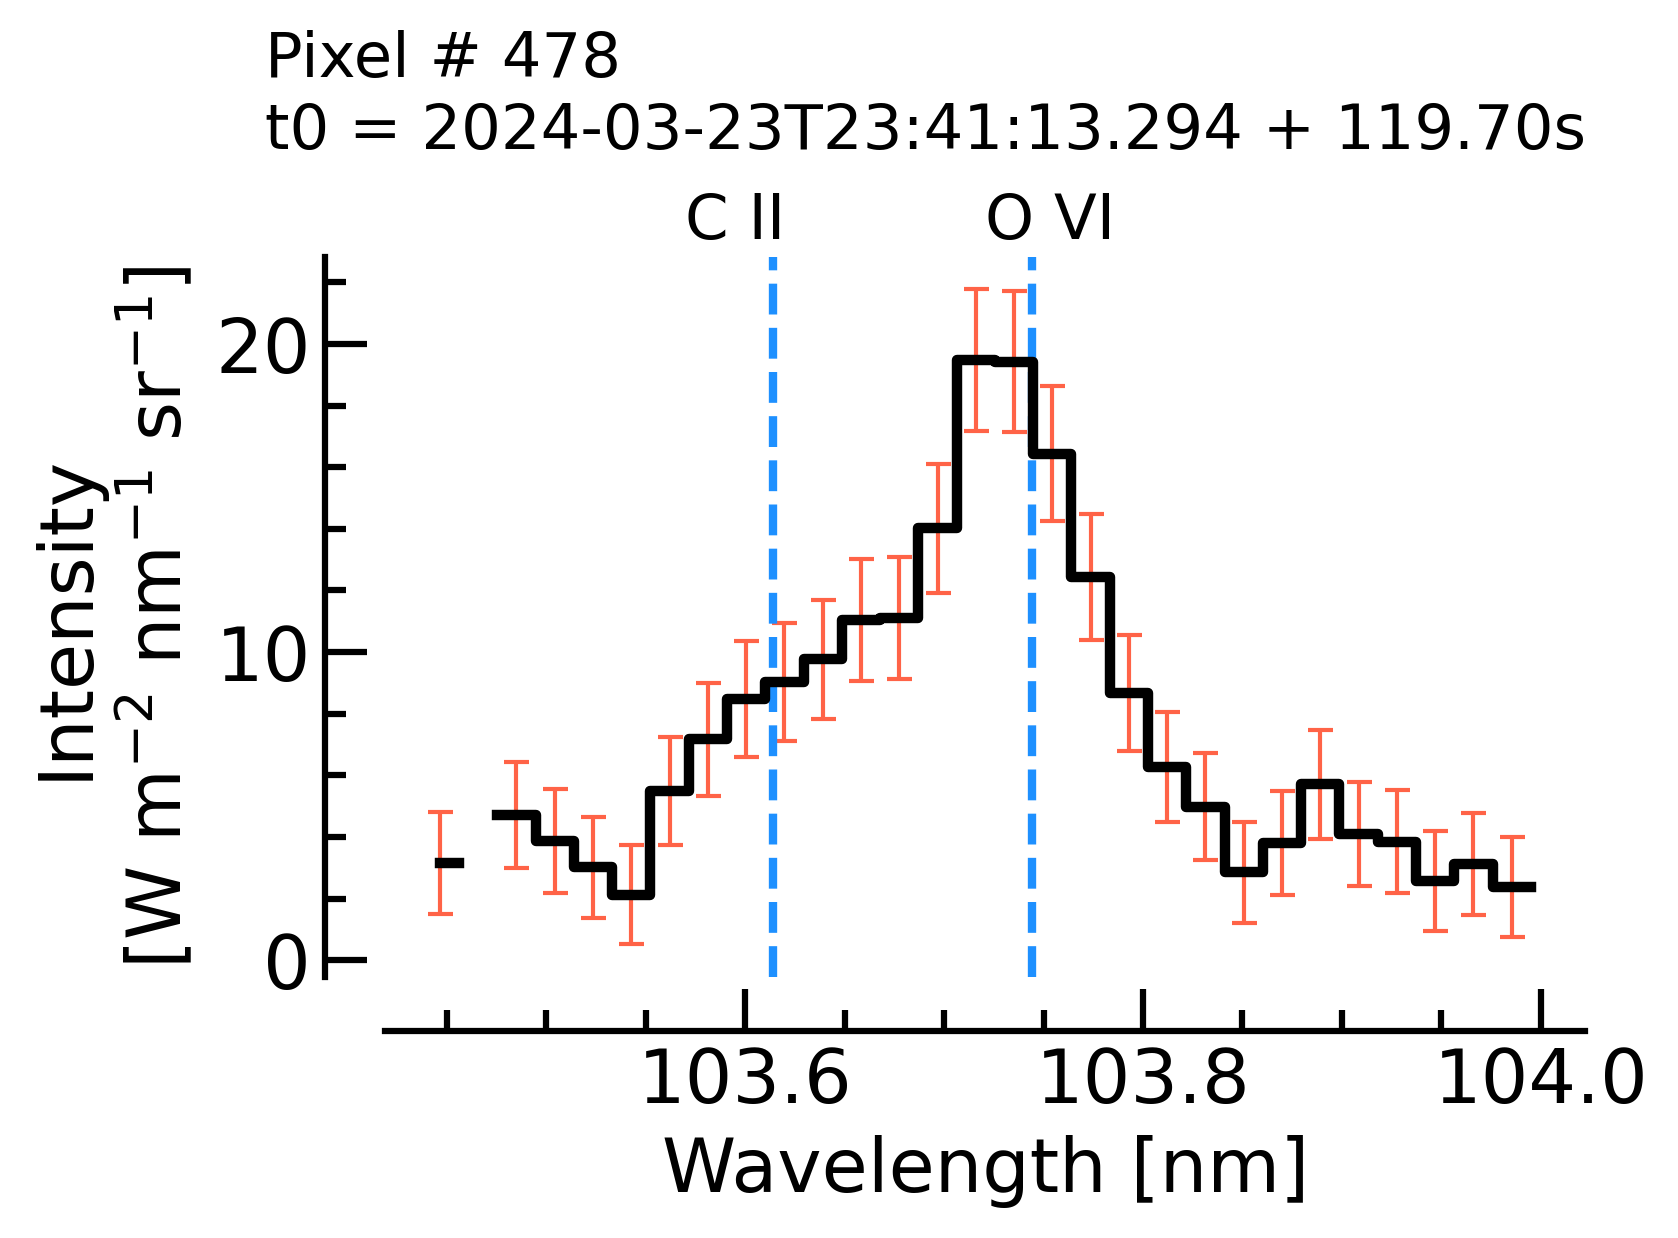 Pixel # 478
t0 = 2024-03-23T23:41:13.294 + 119.70s
C II O VI
Intensity
[W m⁻² nm⁻¹ sr⁻¹]
20
10
0
103.6 103.8 104.0
Wavelength [nm]